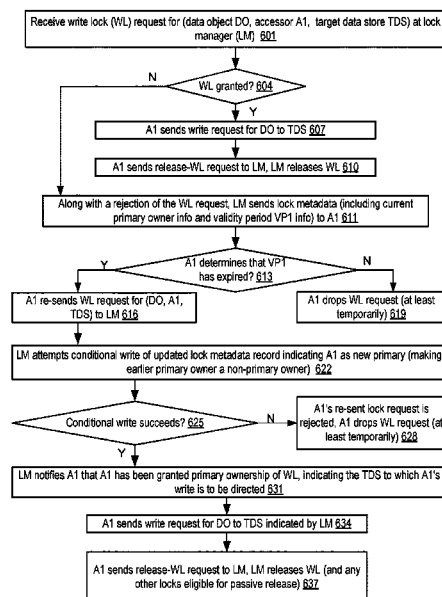 Receive write lock (WL) request for (data object DO, accessor A1, target data store TDS) at lock
manager (LM) 601
N
WL granted? 604
Y
A1 sends write request for DO to TDS 607
A1 sends release-WL request to LM, LM releases WL 610
Along with a rejection of the WL request, LM sends lock metadata (including current
primary owner info and validity period VP1 info) to A1 611
Y
A1 determines that VP1
has expired? 613
N
A1 re-sends WL request for (DO, A1,
TDS) to LM 616
A1 drops WL request (at least
temporarily) 619
LM attempts conditional write of updated lock metadata record indicating A1 as new primary (making
earlier primary owner a non-primary owner) 622
Conditional write succeeds? 625
N
A1's re-sent lock request is
rejected, A1 drops WL request (at
least temporarily) 628
Y
LM notifies A1 that A1 has been granted primary ownership of WL, indicating the TDS to which A1's
write is to be directed 631
A1 sends write request for DO to TDS indicated by LM 634
A1 sends release-WL request to LM, LM releases WL (and any
other locks eligible for passive release) 637